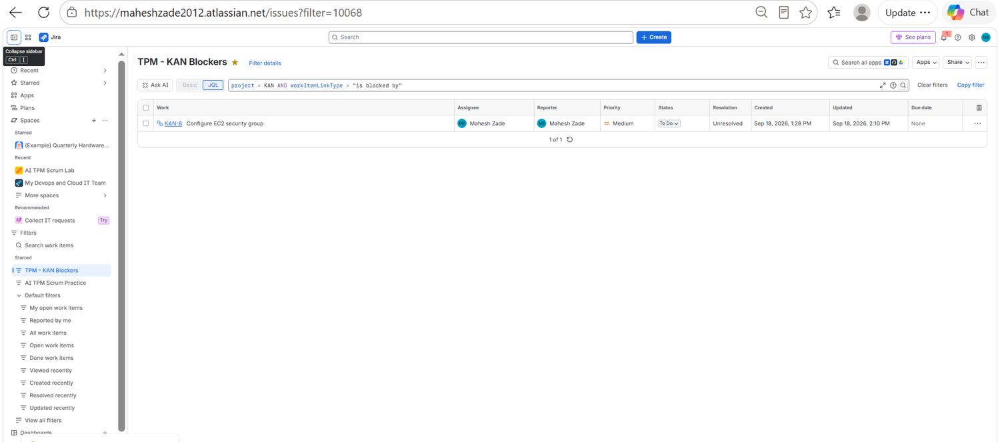 https://maheshzade2012.atlassian.net/issues?filter=10068
Update
Chat
Jira
Search
Create
See plans
1
MZ
Collapse sidebar
Ctrl [
Recent
Starred
Apps
Plans
Spaces
Starred
(Example) Quarterly Hardware...
Recent
AI TPM Scrum Lab
My Devops and Cloud IT Team
More spaces
Recommended
Collect IT requests Try
Filters
Search work items
Starred
TPM - KAN Blockers
AI TPM Scrum Practice
Default filters
My open work items
Reported by me
All work items
Open work items
Done work items
Viewed recently
Created recently
Resolved recently
Updated recently
View all filters
Dashboards
TPM - KAN Blockers
Filter details
Search all apps
Apps
Share
Ask AI
Basic
JQL
project = KAN AND workItemLinkType = "is blocked by"
Clear filters
Copy filter
Work Assignee Reporter Priority Status Resolution Created Updated Due date
KAN-8 Configure EC2 security group MZ Mahesh Zade MZ Mahesh Zade Medium To Do Unresolved Sep 18, 2026, 1:28 PM Sep 18, 2026, 2:10 PM None
1 of 1